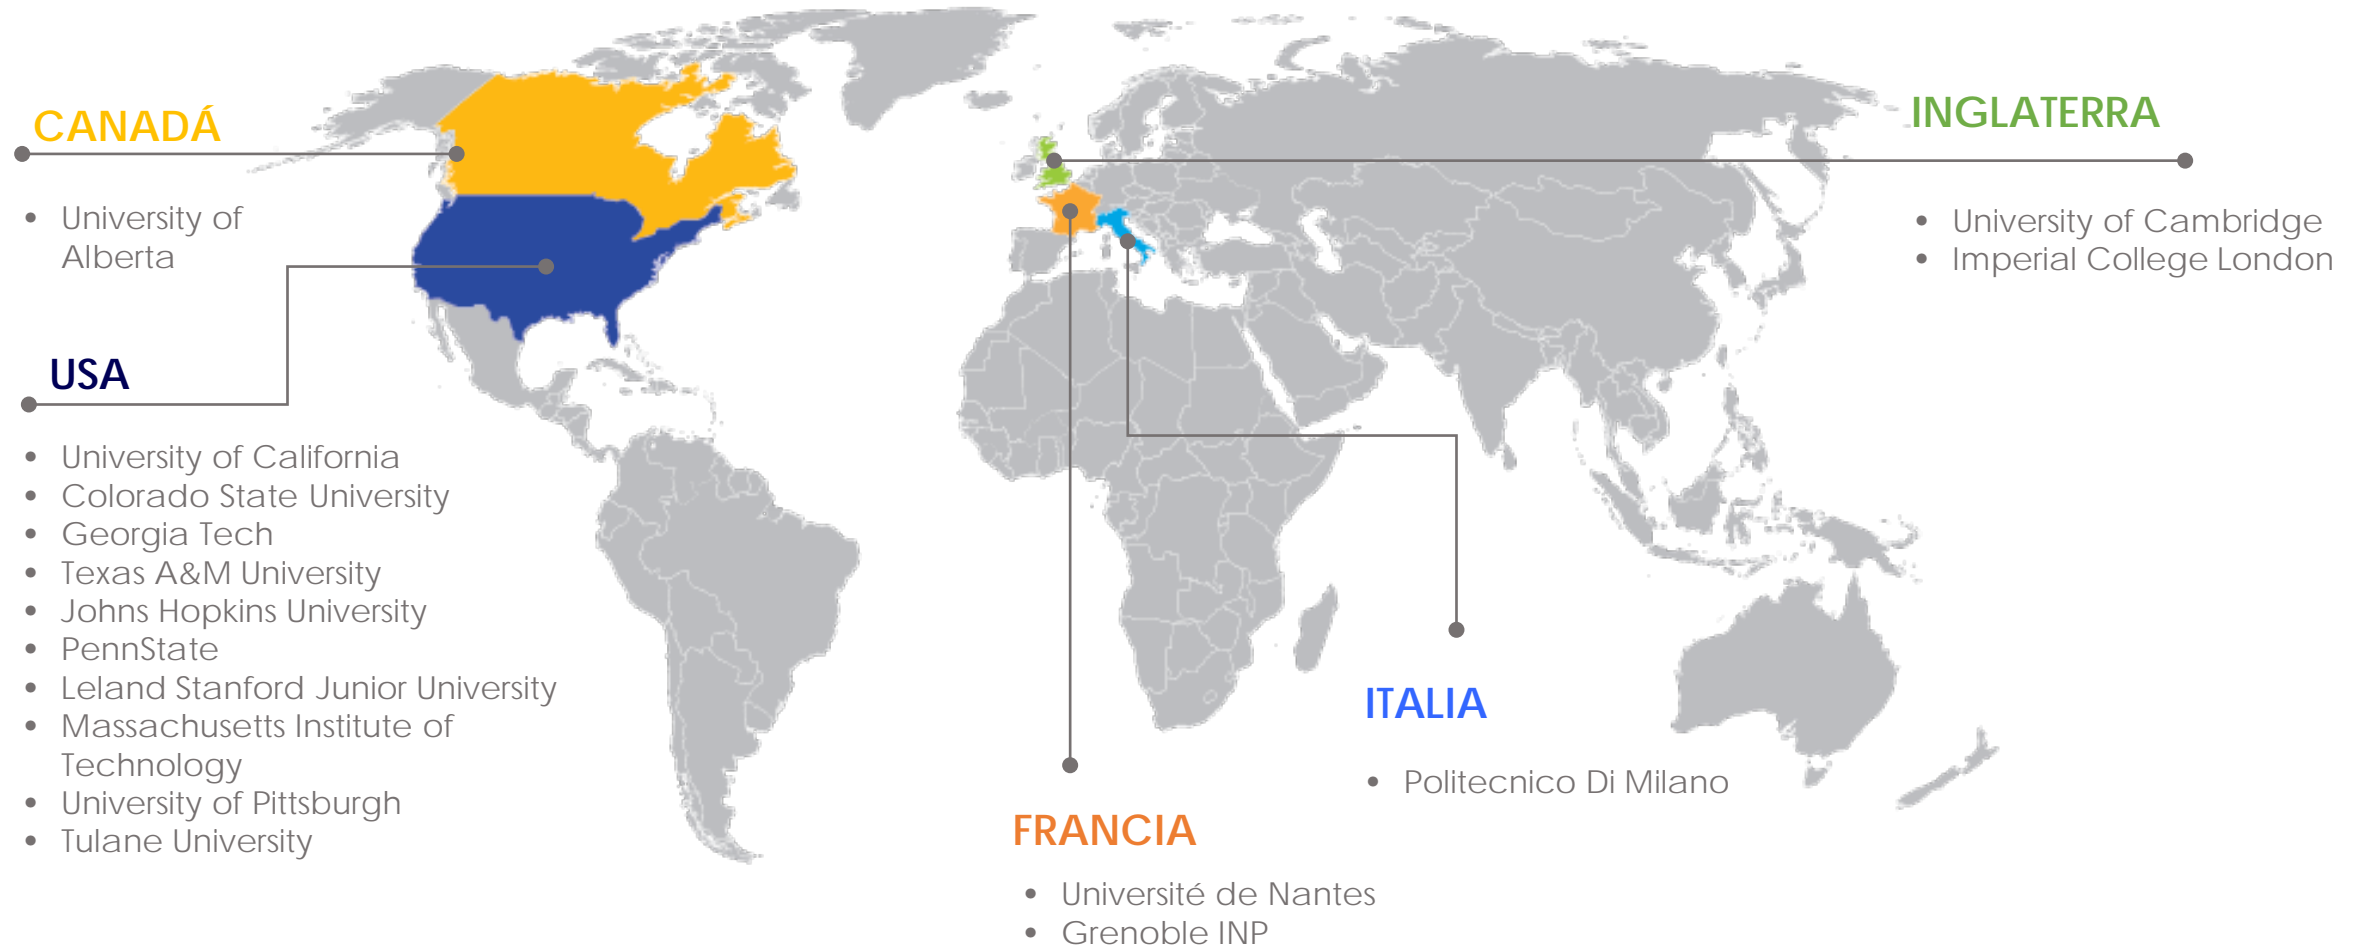 CANADÁ
• University of
Alberta
USA
• University of California
• Colorado State University
• Georgia Tech
• Texas A&M University
• Johns Hopkins University
• PennState
• Leland Stanford Junior University
• Massachusetts Institute of
Technology
• University of Pittsburgh
• Tulane University
FRANCIA
• Université de Nantes
• Grenoble INP
ITALIA
• Politecnico Di Milano
INGLATERRA
• University of Cambridge
• Imperial College London